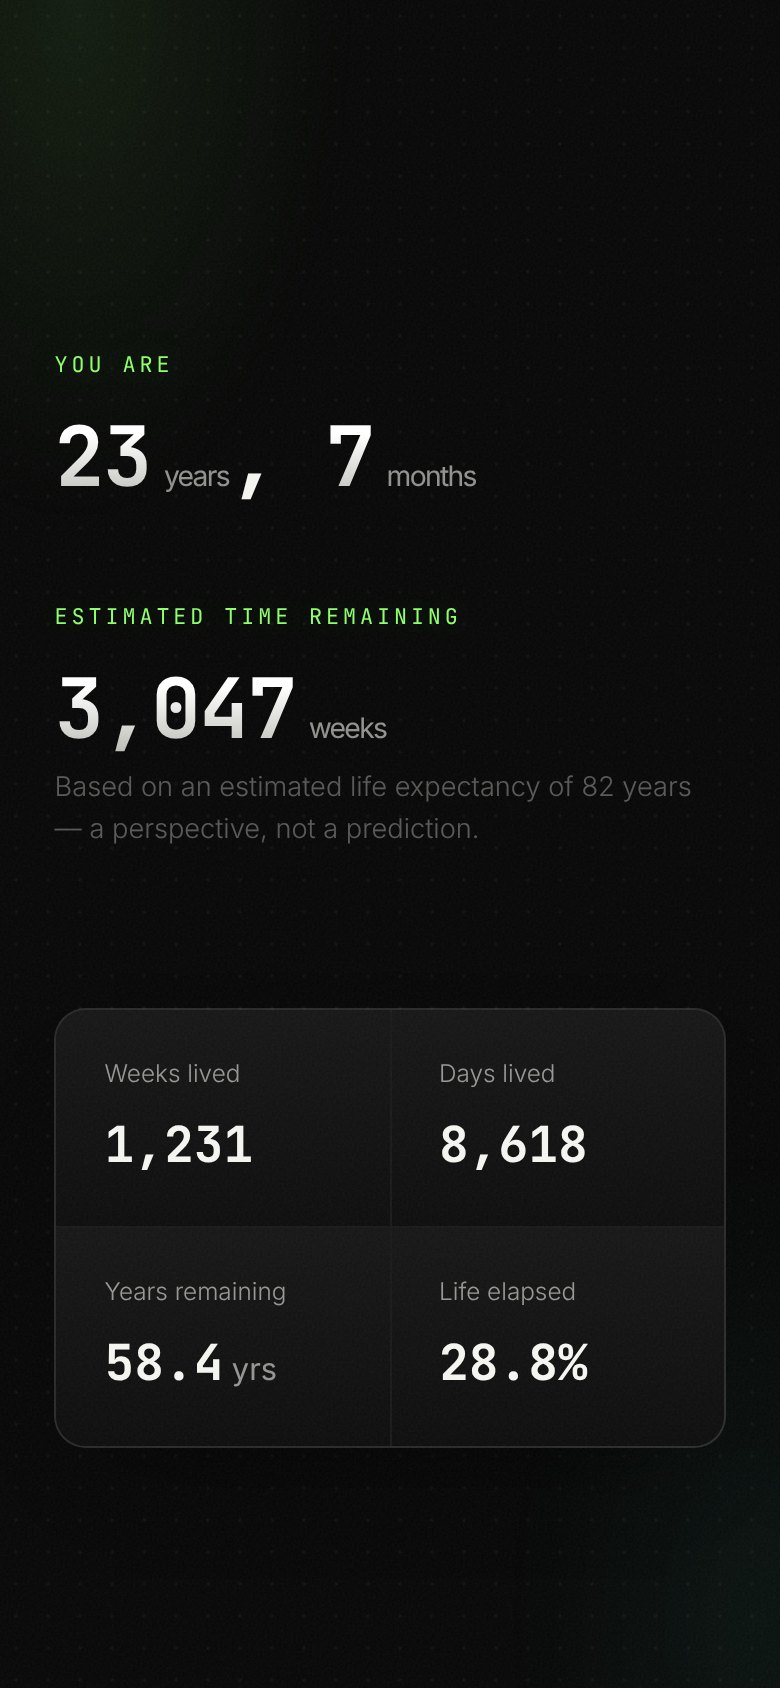 YOU ARE
23 years, 7 months
ESTIMATED TIME REMAINING
3,047 weeks
Based on an estimated life expectancy of 82 years
— a perspective, not a prediction.
Weeks lived
1,231
Days lived
8,618
Years remaining
58.4 yrs
Life elapsed
28.8%